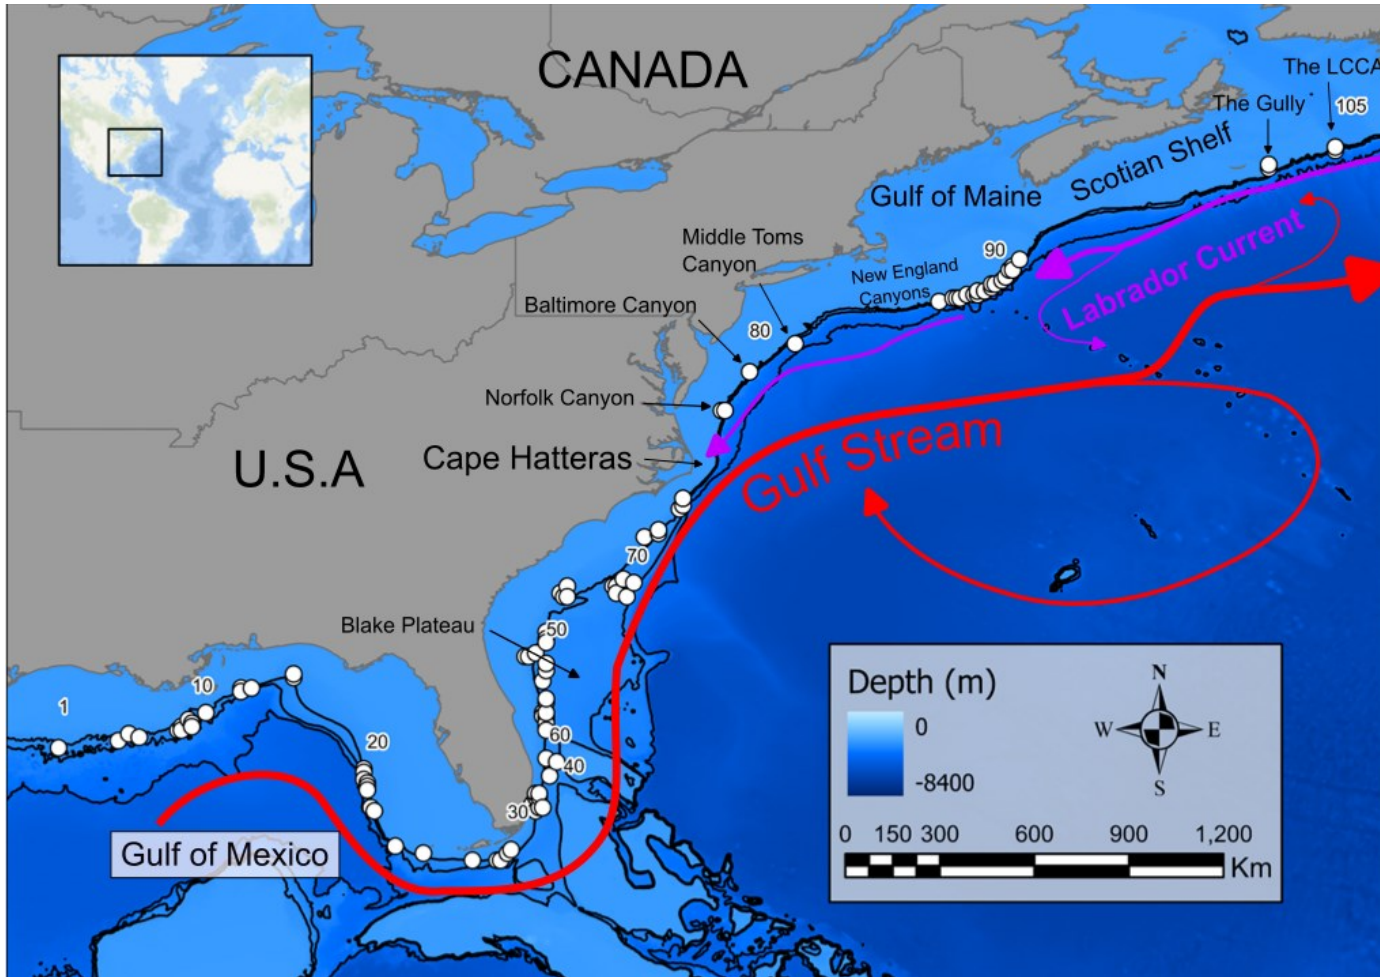 CANADA
The LCCA
The Gully
105
Scotian Shelf
Gulf of Maine
90
Middle Toms
Canyon
New England
Canyons
Labrador Current
Baltimore Canyon
80
Norfolk Canyon
Cape Hatteras
U.S.A
Gulf Stream
70
Blake Plateau
50
10
1
60
20
40
30
Gulf of Mexico
Depth (m)
0
-8400
N
W
E
S
0 150 300 600 900 1,200
Km